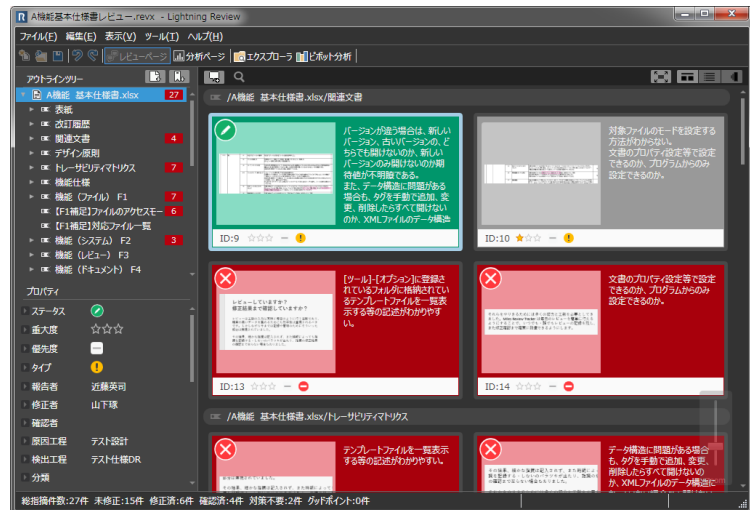 A機能基本仕様書レビュー.revx - Lightning Review
ファイル(F) 編集(E) 表示(V) ツール(T) ヘルプ(H)
レビューページ 分析ページ エクスプローラ ピボット分析
アウトラインツリー
A機能 基本仕様書.xlsx 27
表紙
改訂履歴
関連文書 4
デザイン原則
トレーサビリティマトリクス 7
機能仕様
機能 (ファイル) F1 7
【F1補足】ファイルのアクセスモー 6
【F1補足】対応ファイル一覧
機能 (システム) F2 3
機能 (レビュー) F3
機能 (ドキュメント) F4
プロパティ
ステータス
重大度
優先度
タイプ
報告者 近藤英司
修正者 山下琢
確認者
原因工程 テスト設計
検出工程 テスト仕様DR
分類
/A機能 基本仕様書.xlsx/関連文書
バージョンが違う場合は、新しい
バージョン、古いバージョンの、ど
ちらでも開けないのか、新しい
バージョンのみ開けないのか期
待値が不明瞭である。
また、データ構造に問題がある
場合も、タグを手動で追加、変
更、削除したらすべて開けない
のか、XMLファイルのデータ構造
ID:9
対象ファイルのモードを設定する
方法がわからない。
文書のプロパティ設定等で設定
できるのか、プログラムからのみ
設定できるのか。
ID:10
[ツール]-[オプション]に登録さ
れているフォルダに格納されてい
るテンプレートファイルを一覧表
示する等の記述がわかりやす
い。
レビューしていますか？
修正結果まで確認していますか？
ID:13
文書のプロパティ設定等で設定
できるのか、プログラムからのみ
設定できるのか。
ID:14
/A機能 基本仕様書.xlsx/トレーサビリティマトリクス
テンプレートファイルを一覧表示
する等の記述がわかりやすい。
データ構造に問題がある場合
も、タグを手動で追加、変更、
削除したらすべて開けないの
か、XMLファイルのデータ構造に
総指摘件数:27件 未修正:15件 修正済:6件 確認済:4件 対策不要:2件 グッドポイント:0件